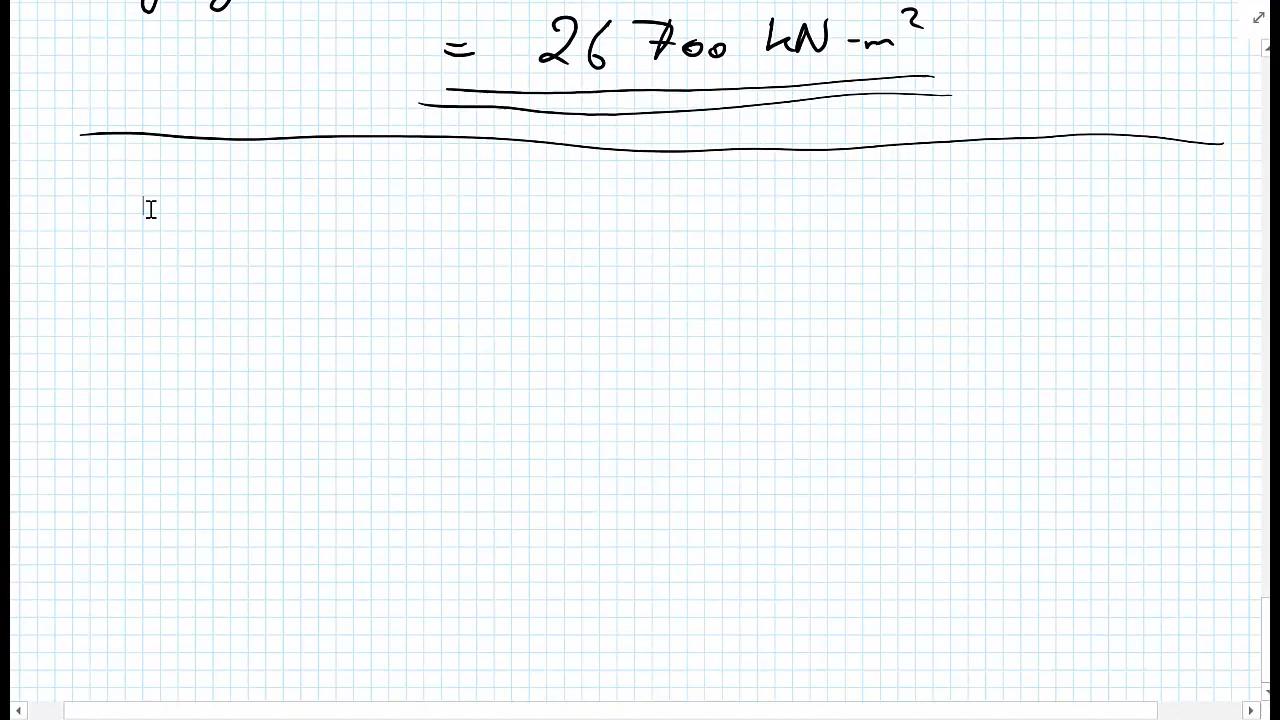 = 26 700 kN-m²